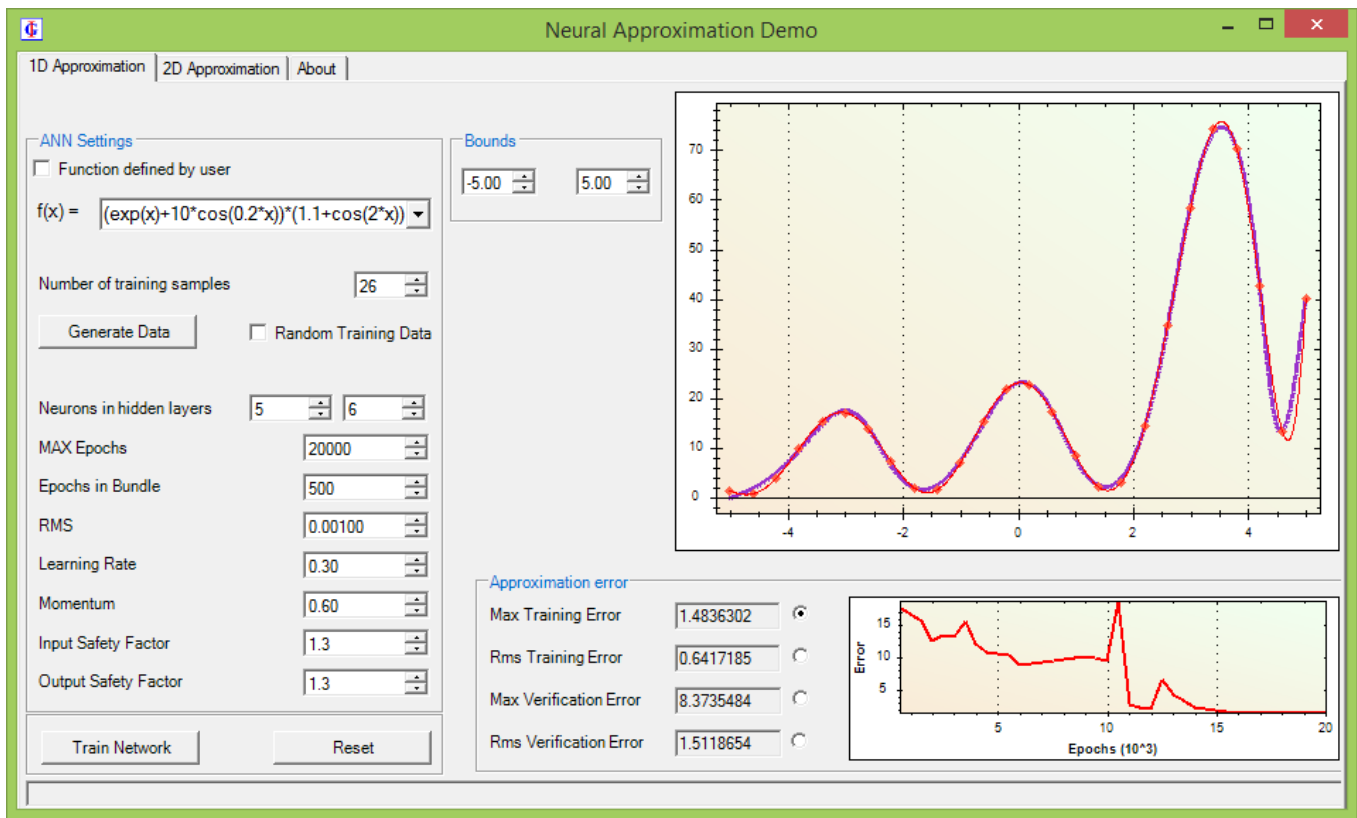 Neural Approximation Demo
1D Approximation 2D Approximation About
ANN Settings
Function defined by user
f(x) = (exp(x)+10*cos(0.2*x))*(1.1+cos(2*x))
Number of training samples 26
Generate Data Random Training Data
Neurons in hidden layers 5 6
MAX Epochs 20000
Epochs in Bundle 500
RMS 0.00100
Learning Rate 0.30
Momentum 0.60
Input Safety Factor 1.3
Output Safety Factor 1.3
Train Network Reset
Bounds
-5.00 5.00
70
60
50
40
30
20
10
0
-4 -2 0 2 4
Approximation error
Max Training Error 1.4836302
Rms Training Error 0.6417185
Max Verification Error 8.3735484
Rms Verification Error 1.5118654
Error
15
10
5
5 10 15 20
Epochs (10^3)